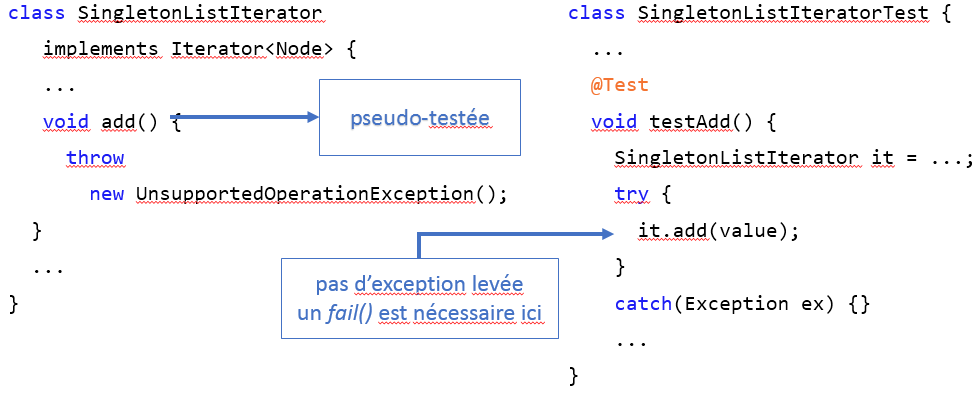 class SingletonListIterator
implements Iterator<Node> {
...
void add() {
throw
new UnsupportedOperationException();
}
...
}
pseudo-testée
pas d’exception levée
un fail() est nécessaire ici
class SingletonListIteratorTest {
...
@Test
void testAdd() {
SingletonListIterator it = ...;
try {
it.add(value);
}
catch(Exception ex) {}
...
}